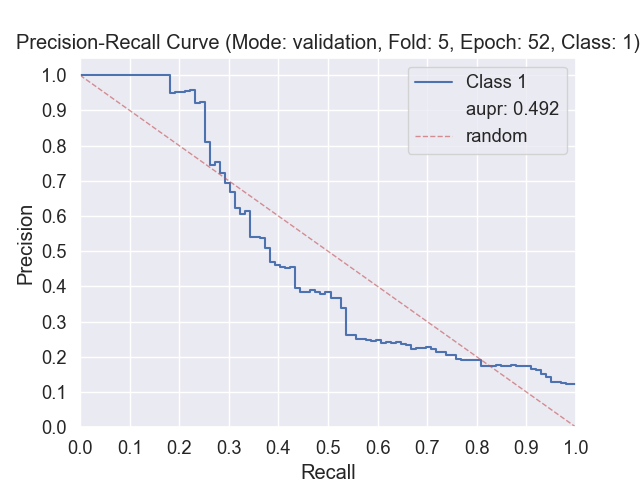 Precision-Recall Curve (Mode: validation, Fold: 5, Epoch: 52, Class: 1)
Class 1
aupr: 0.492
random
1.0
0.9
0.8
0.7
0.6
0.5
0.4
0.3
0.2
0.1
0.0
Precision
0.0 0.1 0.2 0.3 0.4 0.5 0.6 0.7 0.8 0.9 1.0
Recall